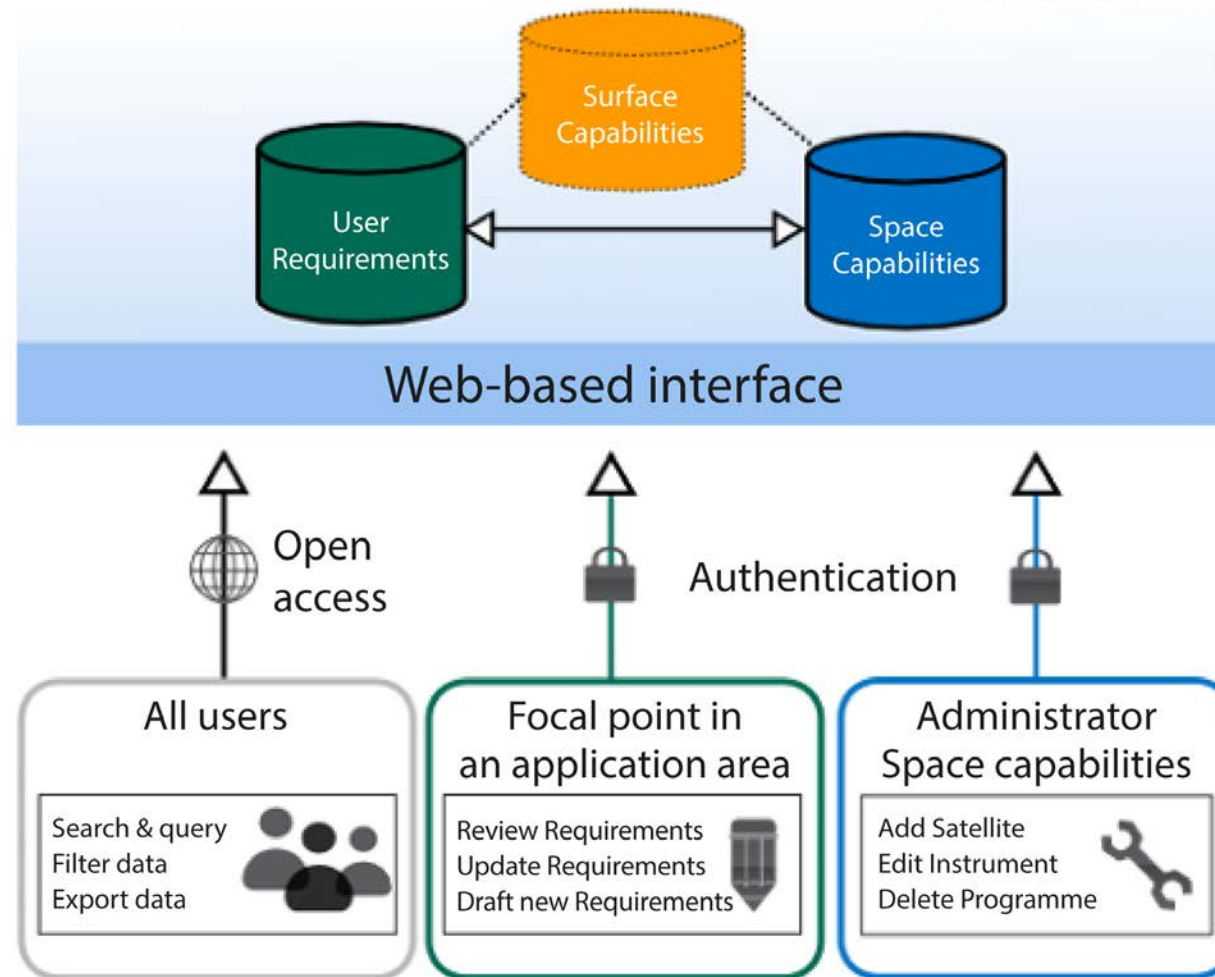 Surface
Capabilities
User
Requirements
Space
Capabilities
Web-based interface
Open
access
Authentication
All users
Search & query
Filter data
Export data
Focal point in
an application area
Review Requirements
Update Requirements
Draft new Requirements
Administrator
Space capabilities
Add Satellite
Edit Instrument
Delete Programme